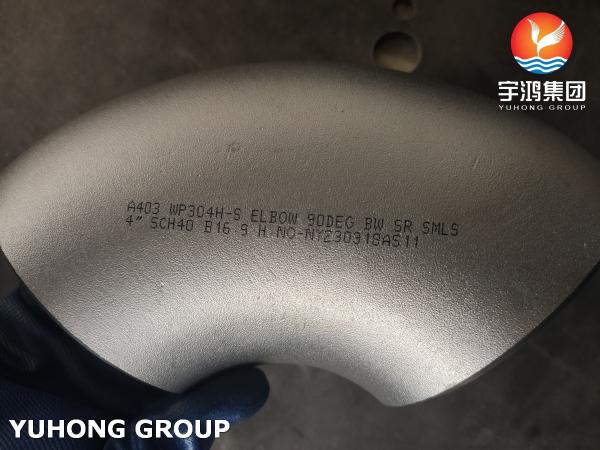 宇鸿集团
YUHONG GROUP
A403 WP304H-S ELBOW 90DEG BW SR SMLS
4" SCH40 B16 9 H NO-NY230318AS11
YUHONG GROUP